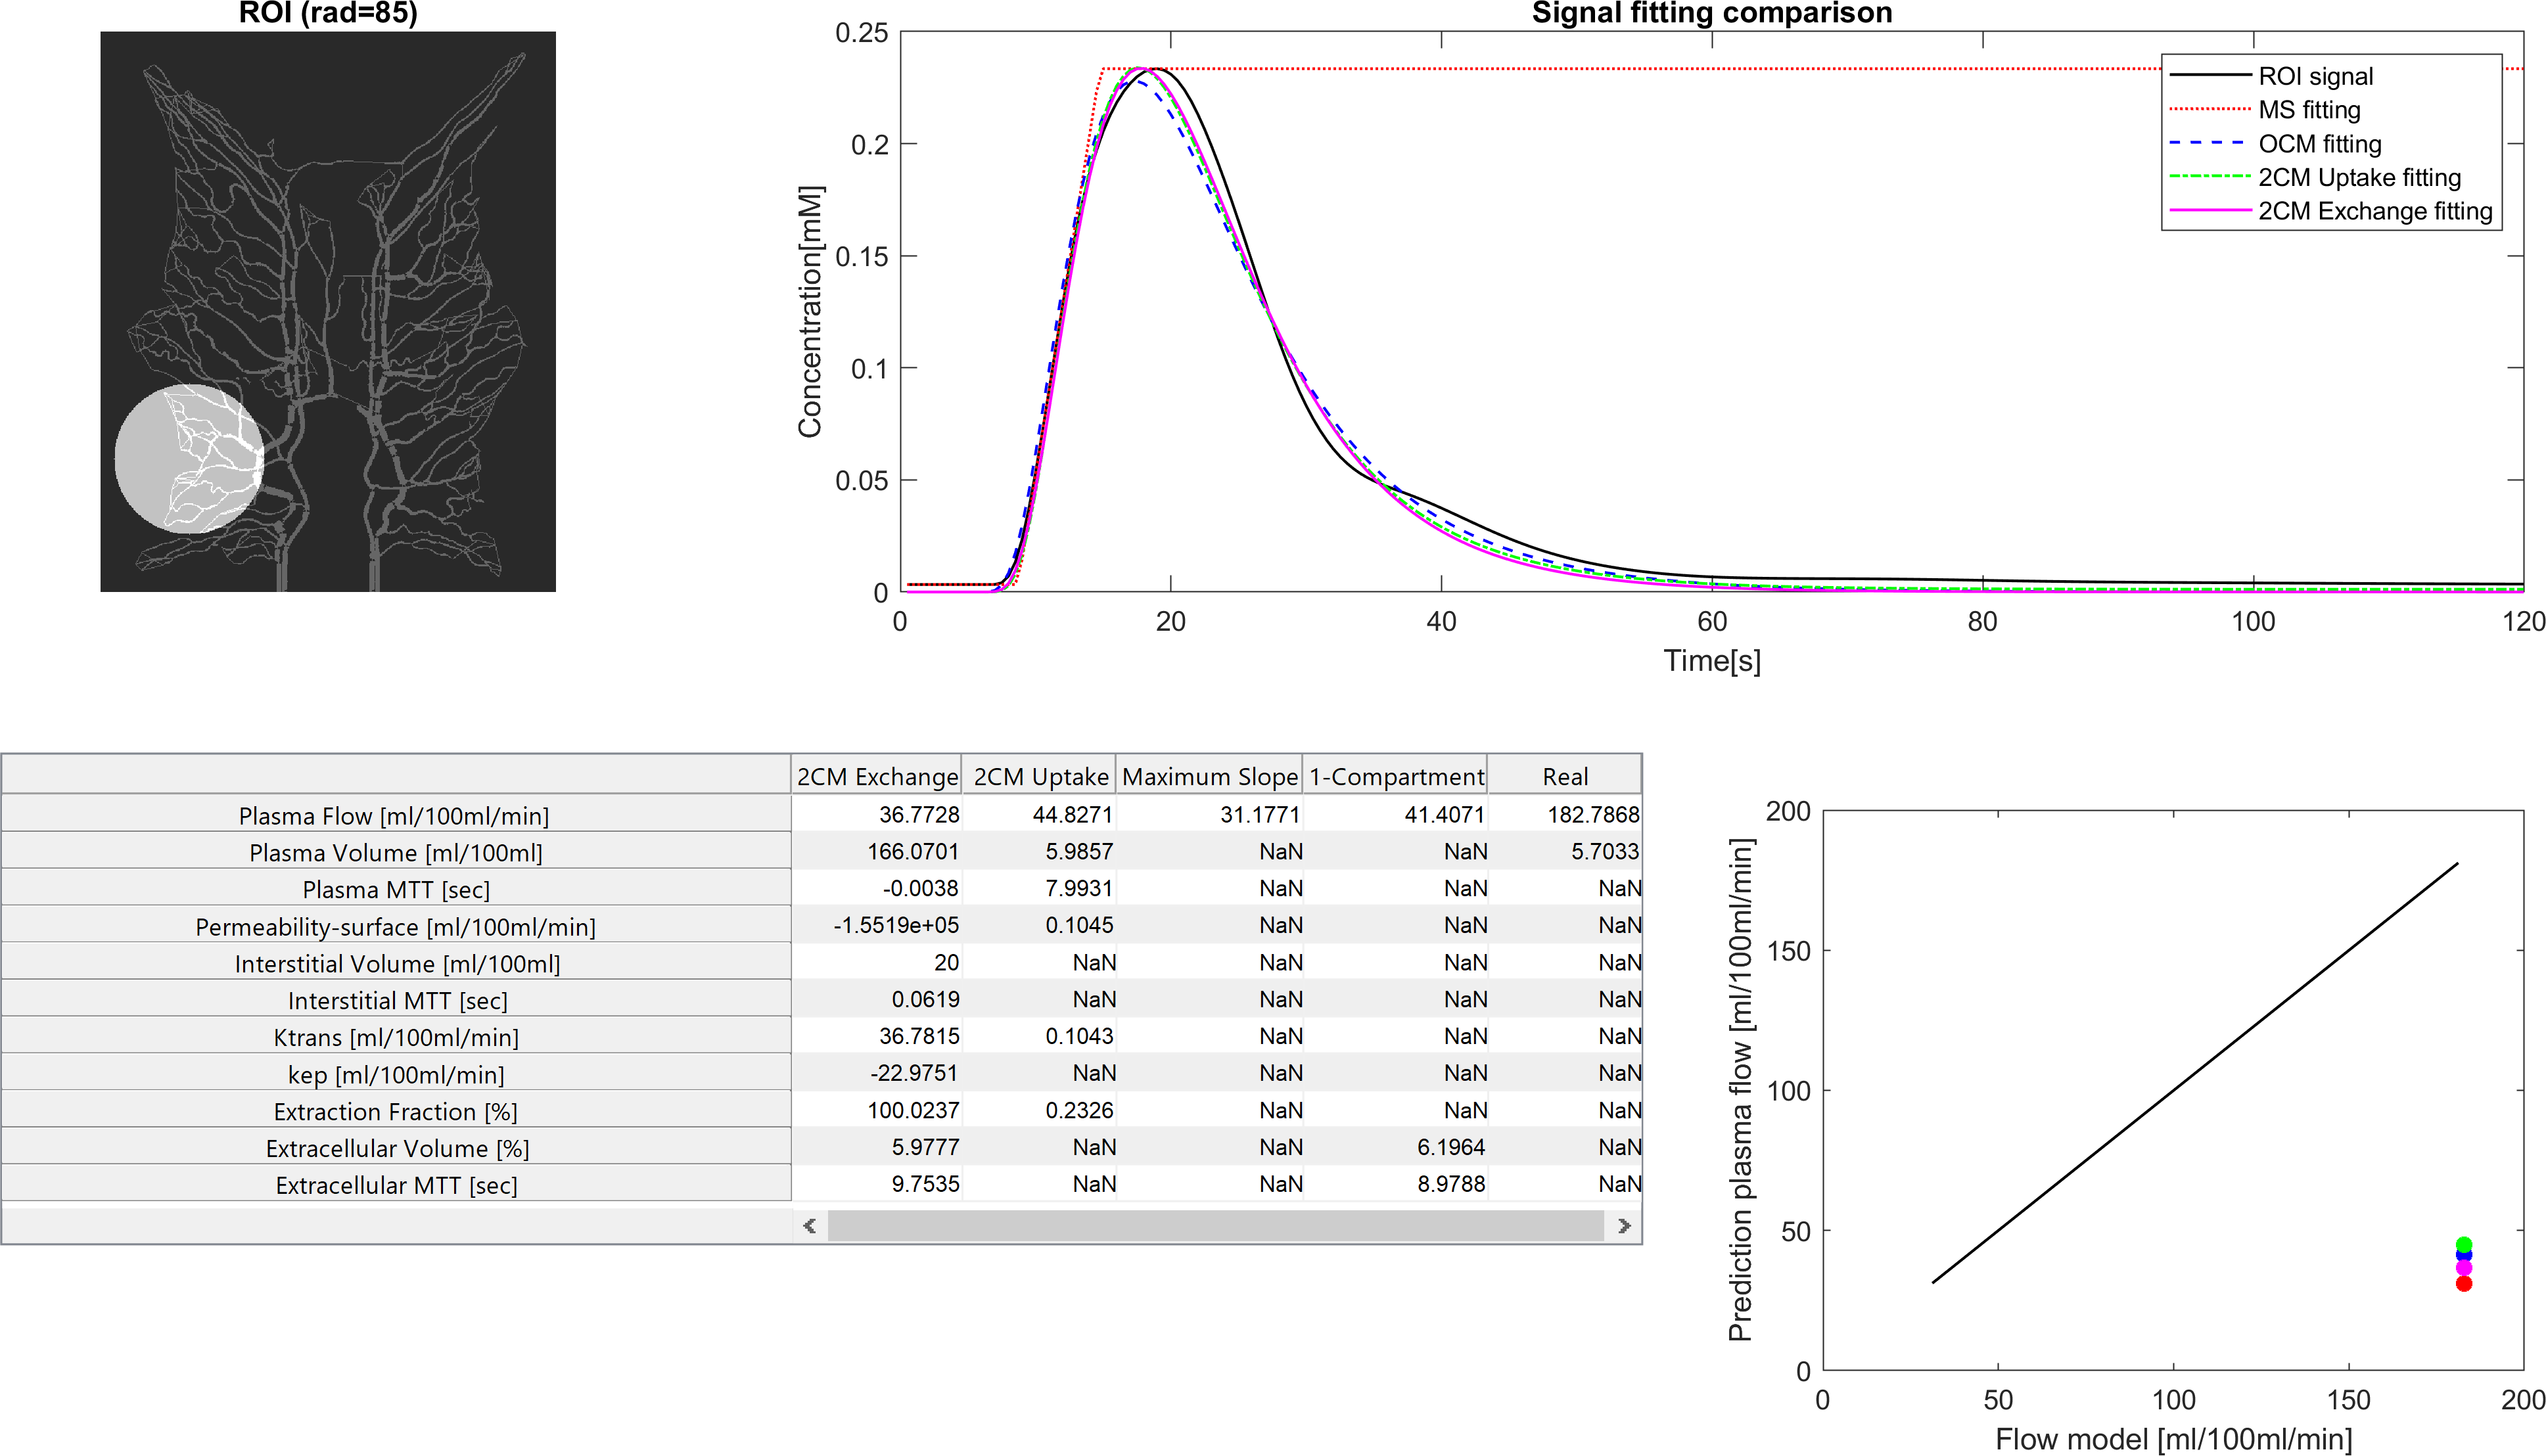 ROI (rad=85)
Signal fitting comparison
0.25
0.2
0.15
0.1
0.05
0
Concentration[mM]
ROI signal
MS fitting
OCM fitting
2CM Uptake fitting
2CM Exchange fitting
0 20 40 60 80 100 120
Time[s]
2CM Exchange 2CM Uptake Maximum Slope 1-Compartment Real
Plasma Flow [ml/100ml/min] 36.7728 44.8271 31.1771 41.4071 182.7868
Plasma Volume [ml/100ml] 166.0701 5.9857 NaN NaN 5.7033
Plasma MTT [sec] -0.0038 7.9931 NaN NaN NaN
Permeability-surface [ml/100ml/min] -1.5519e+05 0.1045 NaN NaN NaN
Interstitial Volume [ml/100ml] 20 NaN NaN NaN NaN
Interstitial MTT [sec] 0.0619 NaN NaN NaN NaN
Ktrans [ml/100ml/min] 36.7815 0.1043 NaN NaN NaN
kep [ml/100ml/min] -22.9751 NaN NaN NaN NaN
Extraction Fraction [%] 100.0237 0.2326 NaN NaN NaN
Extracellular Volume [%] 5.9777 NaN NaN 6.1964 NaN
Extracellular MTT [sec] 9.7535 NaN NaN 8.9788 NaN
200
150
100
50
0
Prediction plasma flow [ml/100ml/min]
0 50 100 150 200
Flow model [ml/100ml/min]